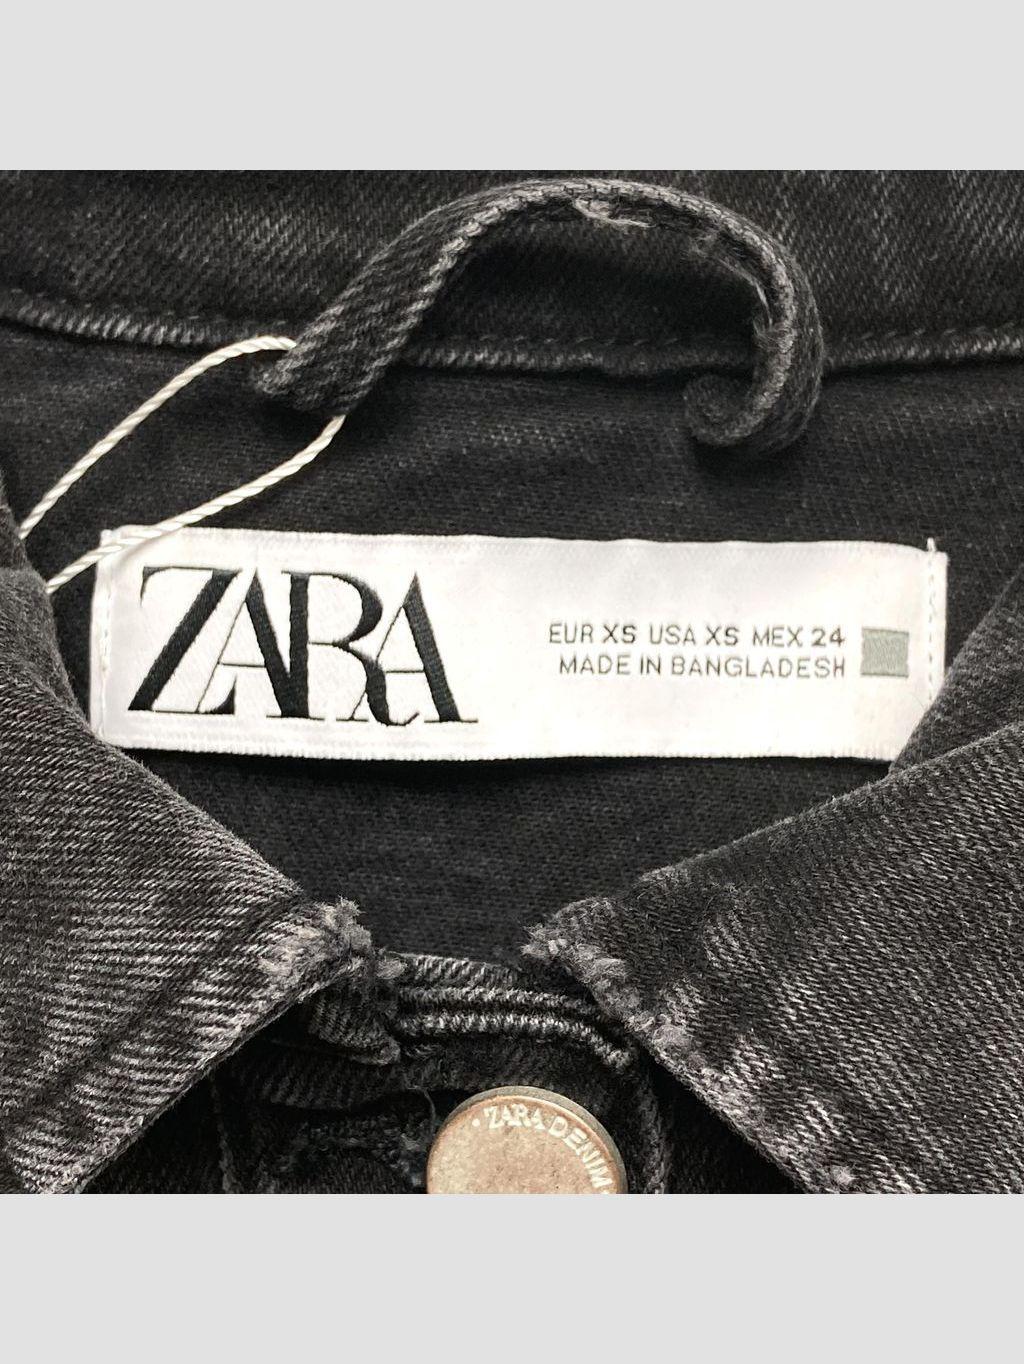 ZARA
EUR XS USA XS MEX 24
MADE IN BANGLADESH
• ZARA DENIM •